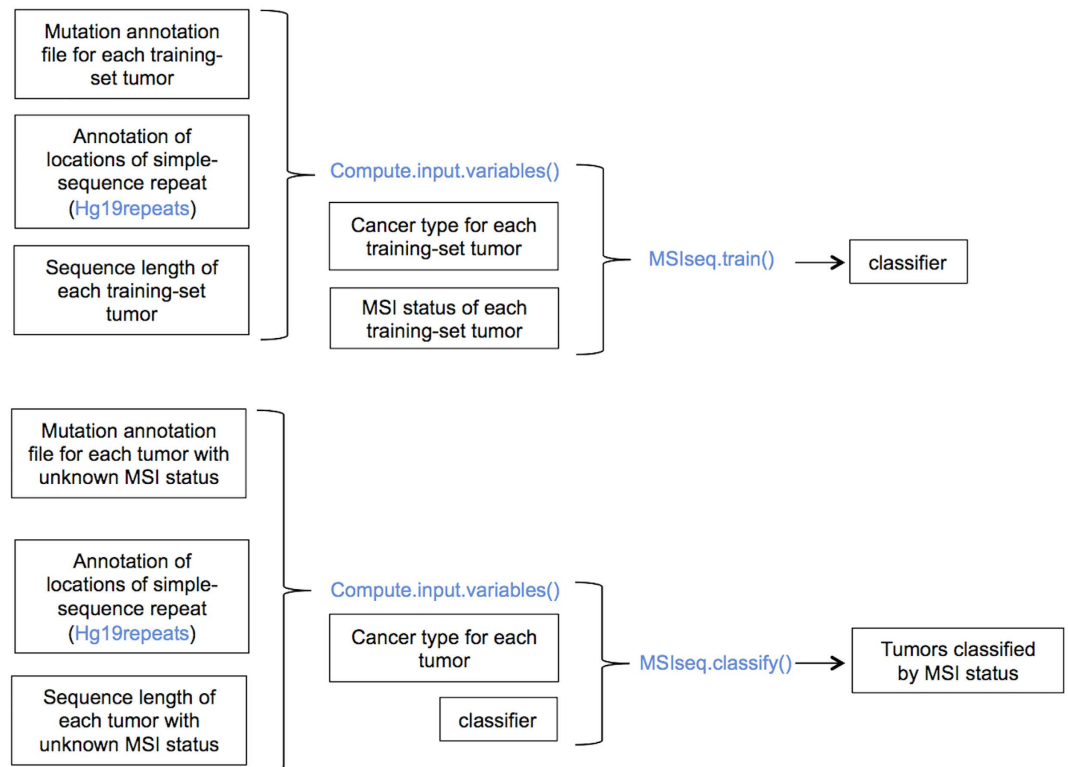 Mutation annotation
file for each training-
set tumor
Annotation of
locations of simple-
sequence repeat
(Hg19repeats)
Sequence length of
each training-set
tumor
Compute.input.variables()
Cancer type for each
training-set tumor
MSI status of each
training-set tumor
MSIseq.train()
classifier
Mutation annotation
file for each tumor with
unknown MSI status
Annotation of
locations of simple-
sequence repeat
(Hg19repeats)
Sequence length of
each tumor with
unknown MSI status
Compute.input.variables()
Cancer type for each
tumor
classifier
MSIseq.classify()
Tumors classified
by MSI status